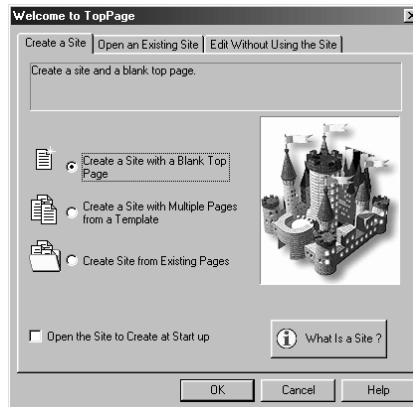 Welcome to TopPage
Create a Site Open an Existing Site Edit Without Using the Site
Create a site and a blank top page.
Create a Site with a Blank Top
Page
Create a Site with Multiple Pages
from a Template
Create Site from Existing Pages
Open the Site to Create at Start up
What Is a Site ?
OK Cancel Help